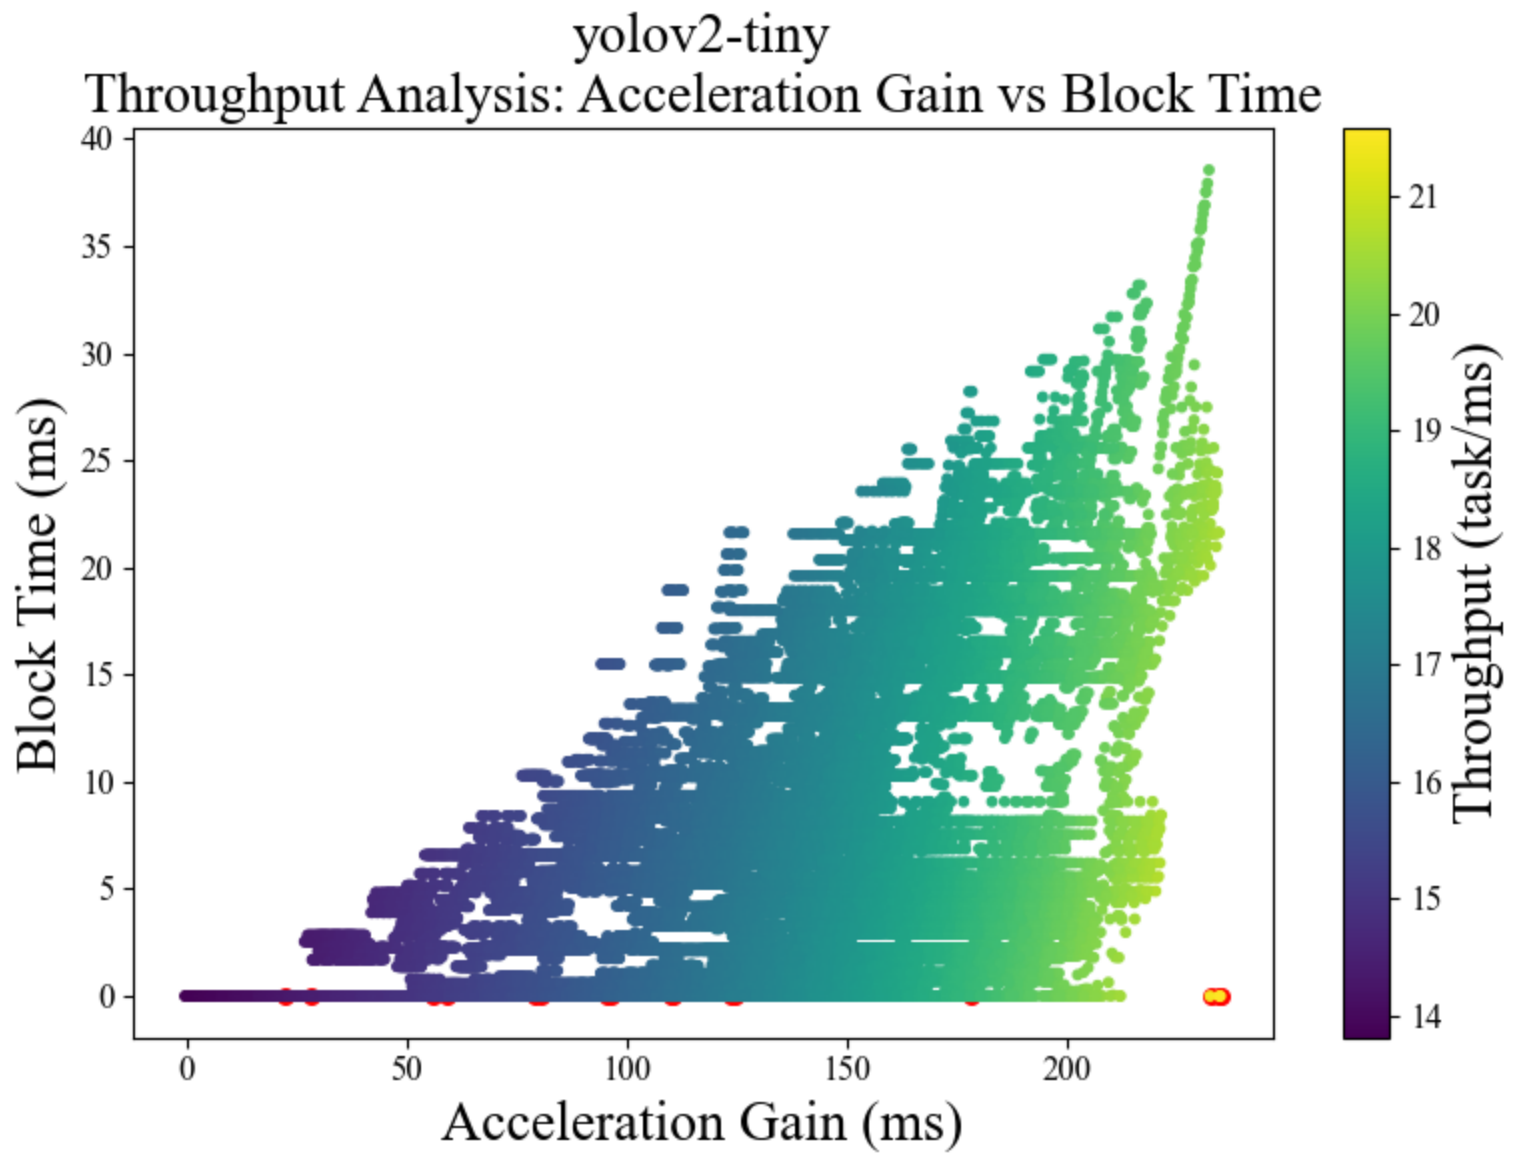 yolov2-tiny
Throughput Analysis: Acceleration Gain vs Block Time
40
35
30
25
20
15
10
5
0
Block Time (ms)
0 50 100 150 200
Acceleration Gain (ms)
21
20
19
18
17
16
15
14
Throughput (task/ms)